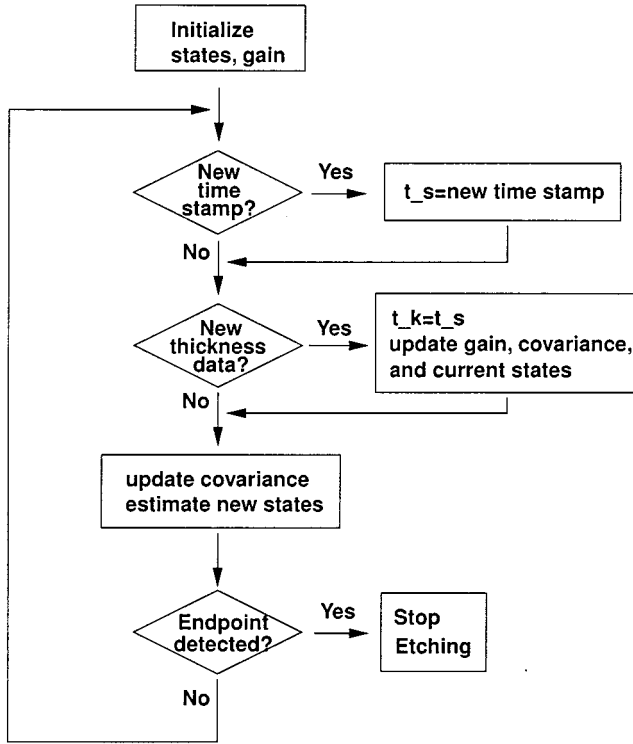 Initialize
states, gain
New
time
stamp?
Yes
t_s=new time stamp
No
New
thickness
data?
Yes
t_k=t_s
update gain, covariance,
and current states
No
update covariance
estimate new states
Endpoint
detected?
Yes
Stop
Etching
No